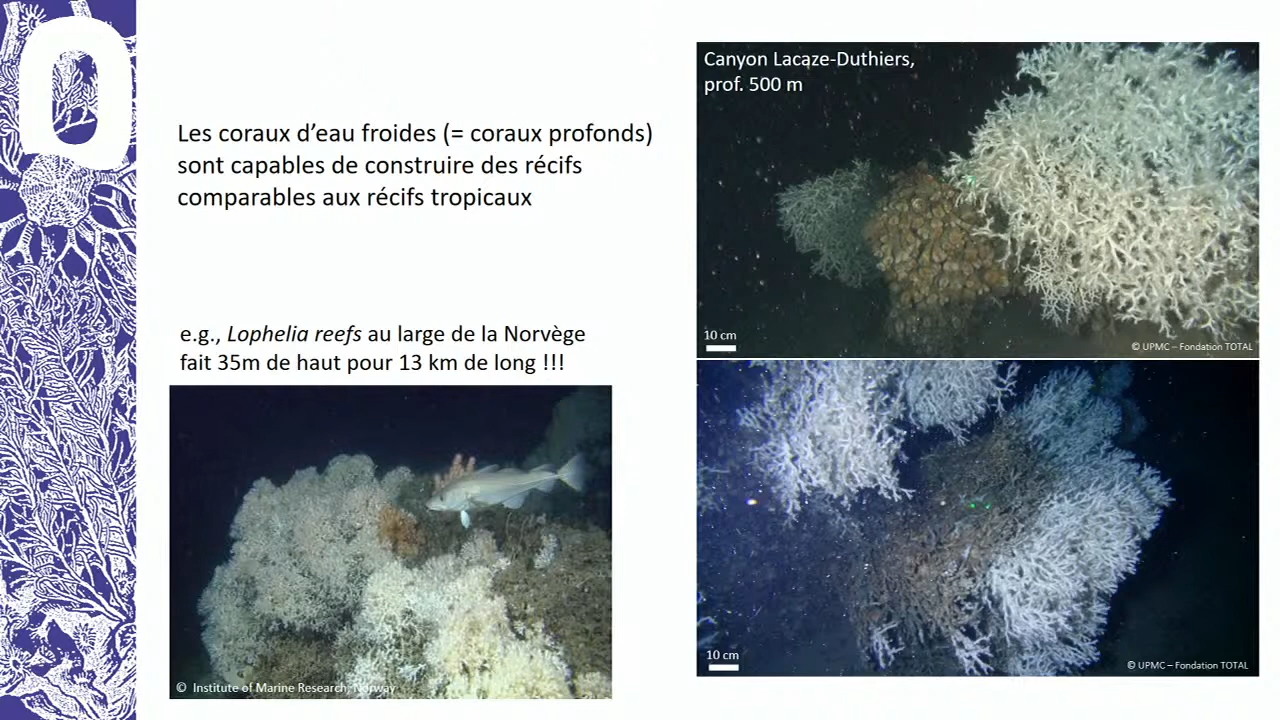 Les coraux d'eau froides (= coraux profonds)
sont capables de construire des récifs
comparables aux récifs tropicaux
e.g., Lophelia reefs au large de la Norvège
fait 35m de haut pour 13 km de long !!!
© Institute of Marine Research, Norway
Canyon Lacaze-Duthiers,
prof. 500 m
10 cm
© UPMC – Fondation TOTAL
10 cm
© UPMC – Fondation TOTAL